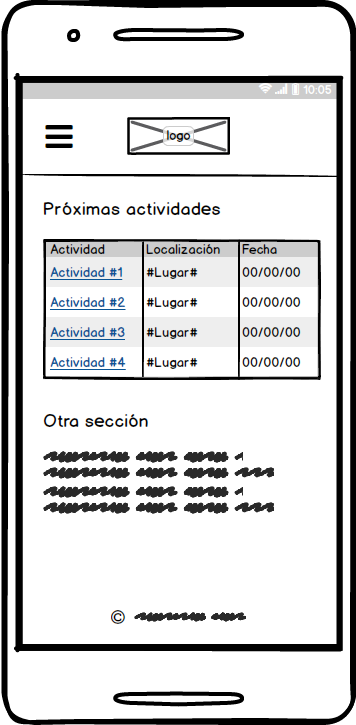 10:05
logo
Próximas actividades
Actividad Localización Fecha
Actividad #1 #Lugar# 00/00/00
Actividad #2 #Lugar# 00/00/00
Actividad #3 #Lugar# 00/00/00
Actividad #4 #Lugar# 00/00/00
Otra sección
©